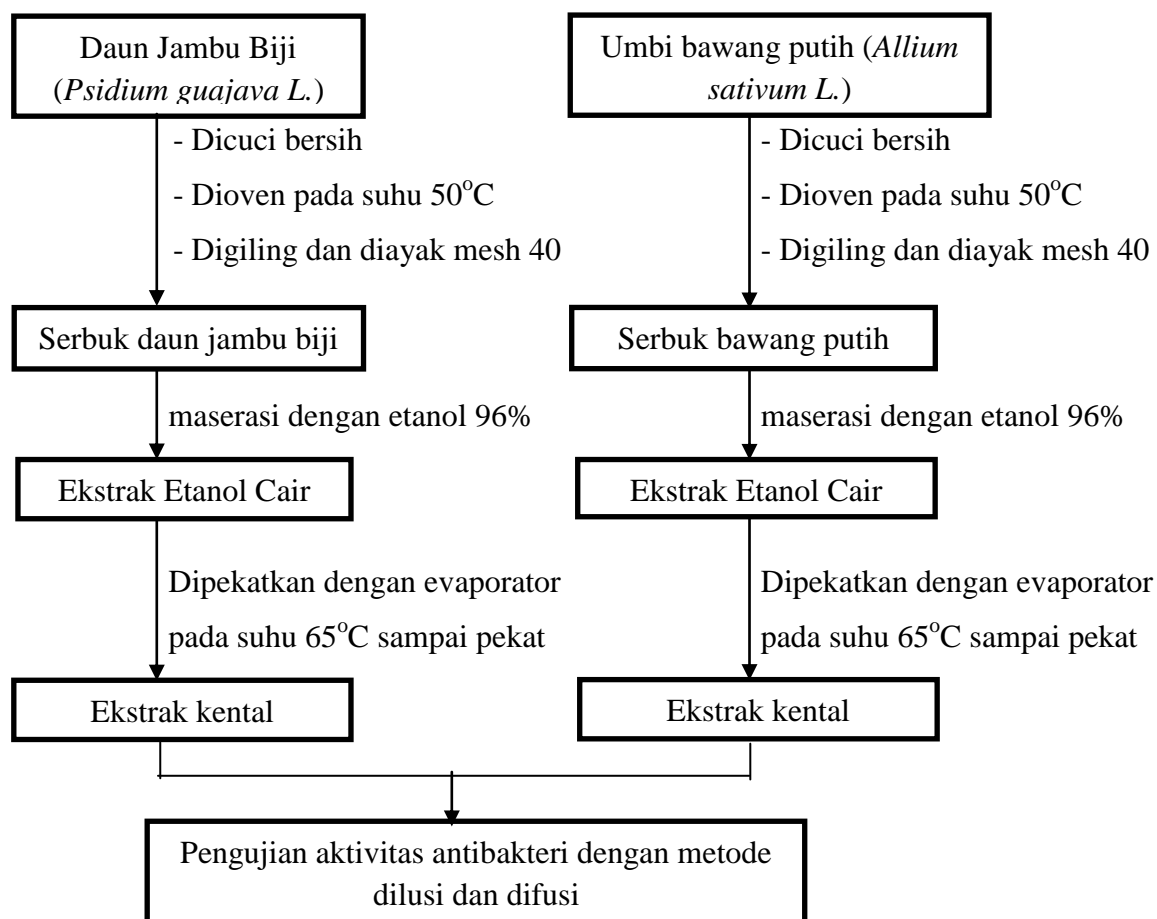 Daun Jambu Biji
(Psidium guajava L.)
- Dicuci bersih
- Dioven pada suhu 50°C
- Digiling dan diayak mesh 40
Serbuk daun jambu biji
maserasi dengan etanol 96%
Ekstrak Etanol Cair
Dipekatkan dengan evaporator
pada suhu 65°C sampai pekat
Ekstrak kental
Umbi bawang putih (Allium
sativum L.)
- Dicuci bersih
- Dioven pada suhu 50°C
- Digiling dan diayak mesh 40
Serbuk bawang putih
maserasi dengan etanol 96%
Ekstrak Etanol Cair
Dipekatkan dengan evaporator
pada suhu 65°C sampai pekat
Ekstrak kental
Pengujian aktivitas antibakteri dengan metode
dilusi dan difusi